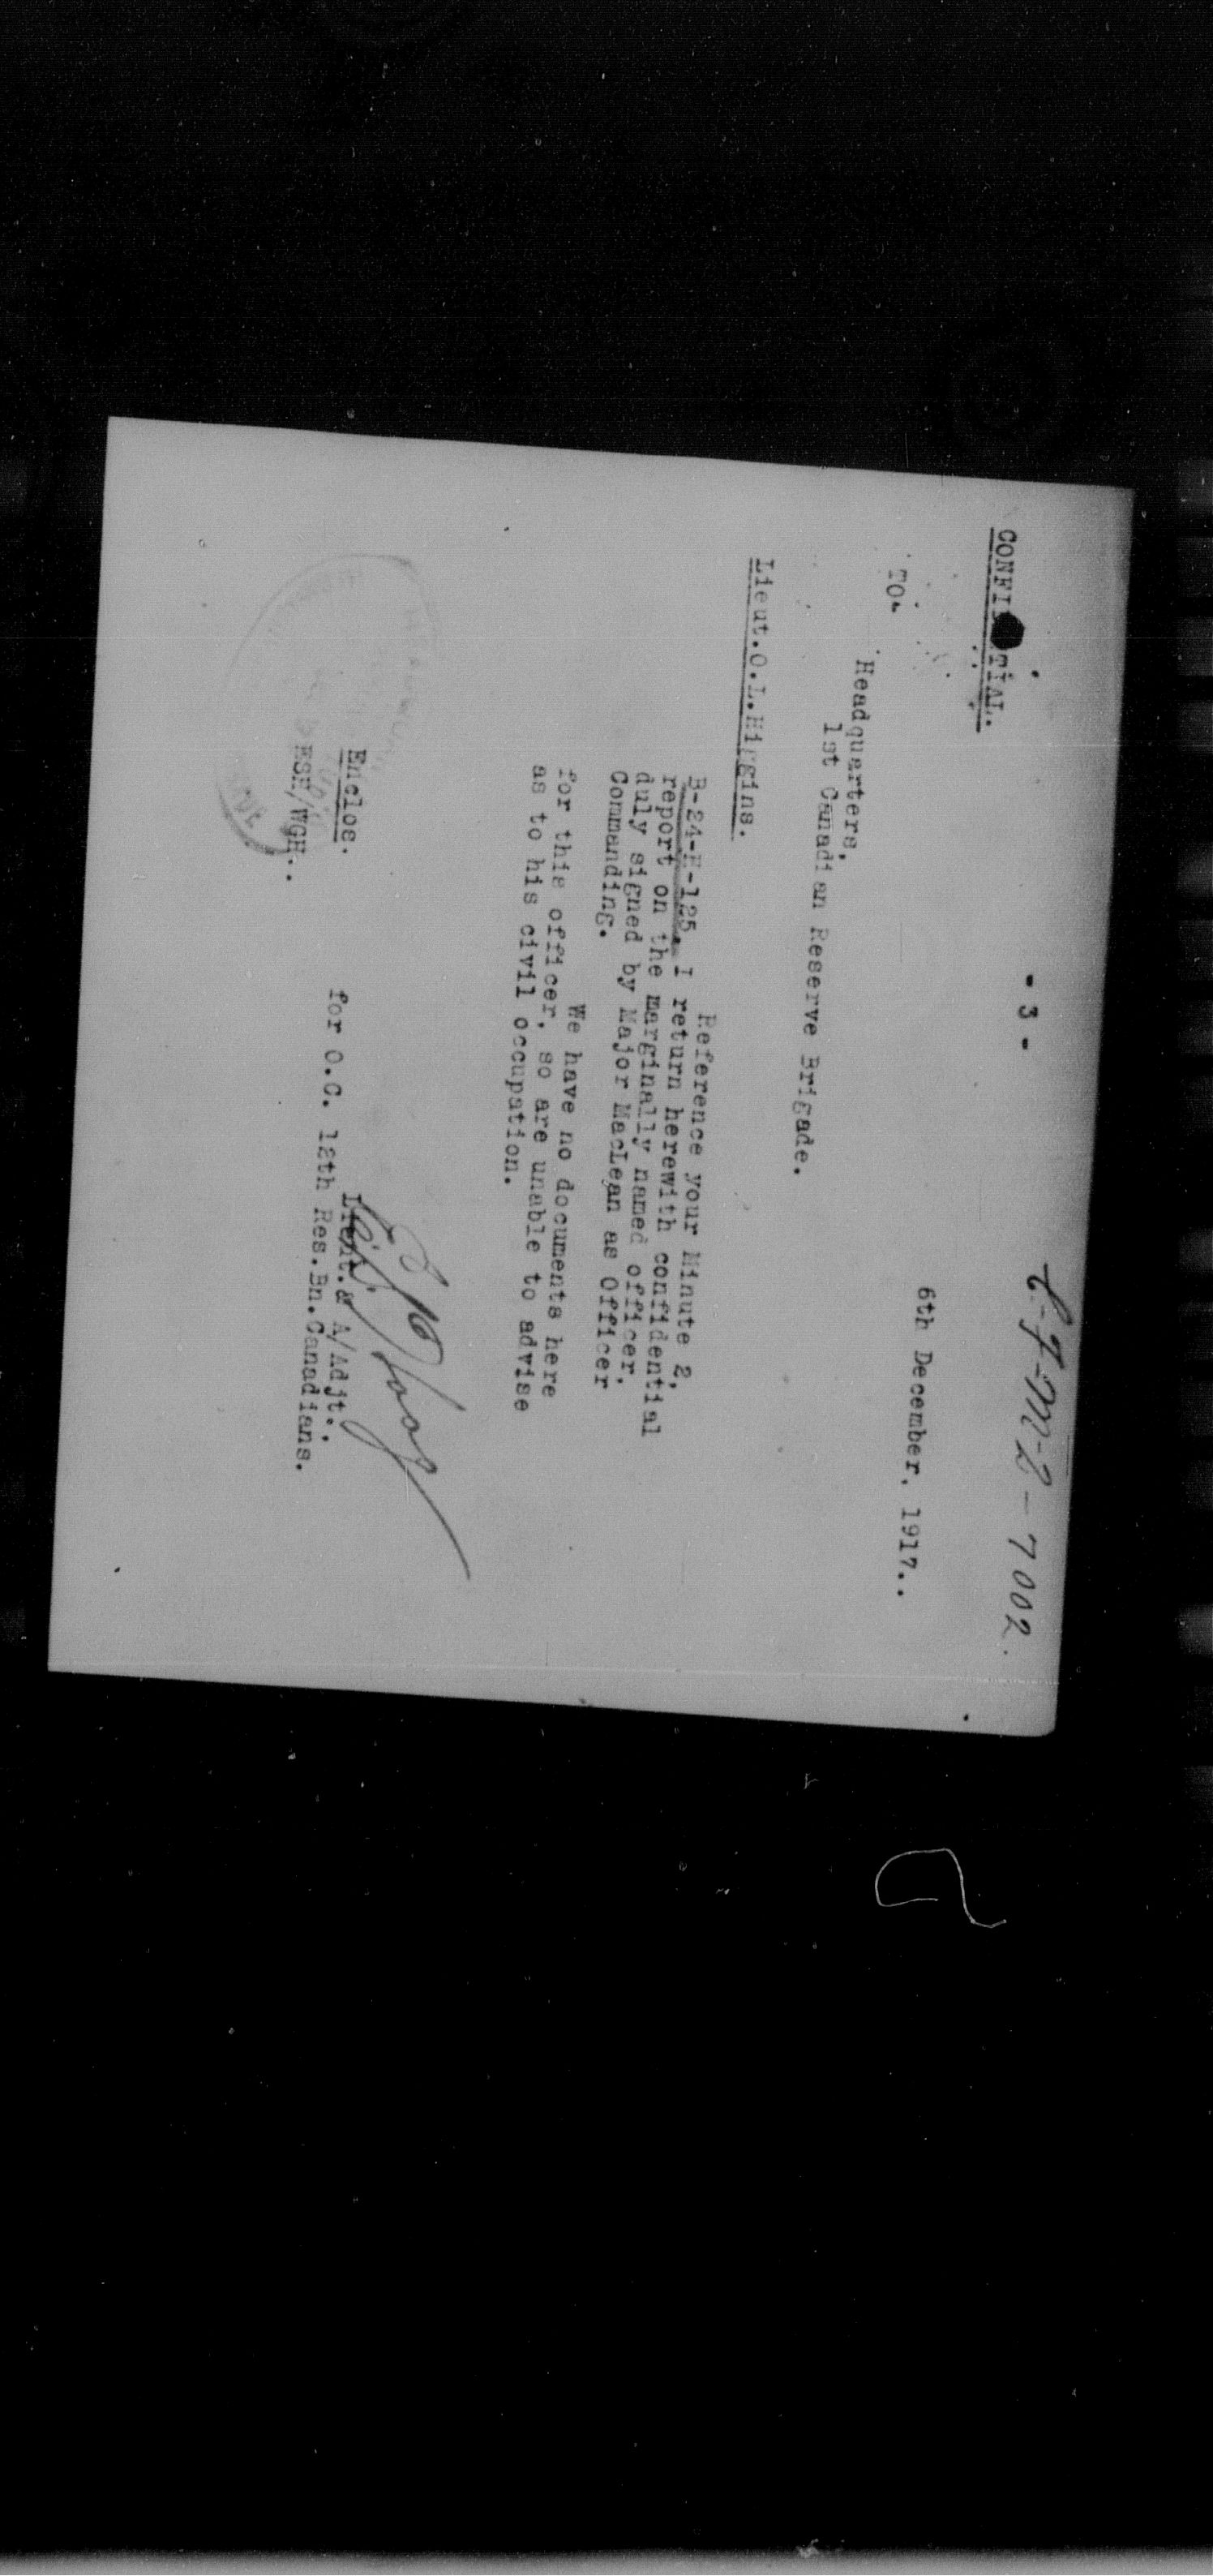 - 3 -
7002.
CONFI TIAL.
6th December, 1917..
TO.
Headquarters,
1st Canadian Reserve Brigade.
Lieut.O.L.Higgins.
Reference your Minute 2,
B-24-H-125. I return herewith confidential
report on the marginally named officer,
duly signed by Major MacLean as Officer
Commanding.
We have no documents here
for this officer, so are unable to advise
as to his civil occupation.
Lieut.& A/Adjt.,
for O.C. 12th Res.Bn.Canadians.
Enclos.
ESH/WGH..